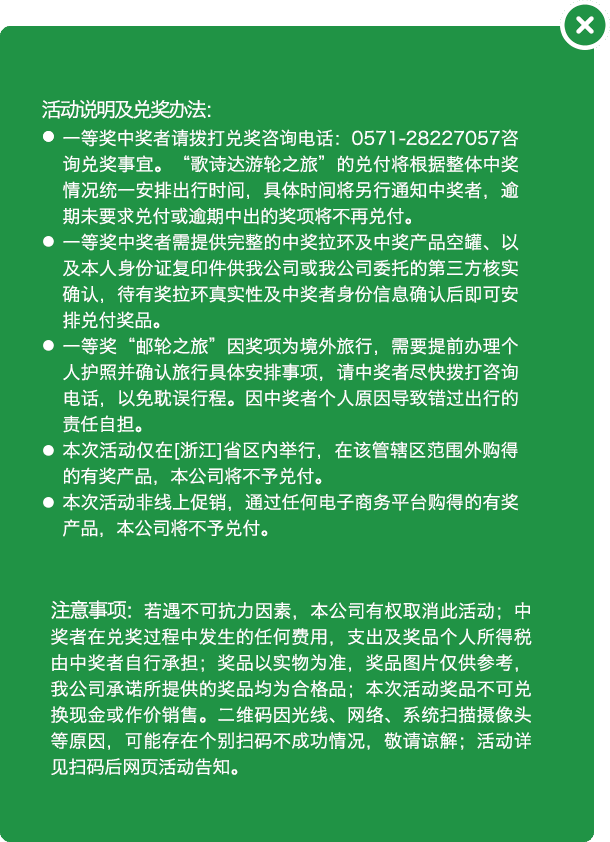 活动说明及兑奖办法：
● 一等奖中奖者请拨打兑奖咨询电话：0571-28227057咨
询兑奖事宜。“歌诗达游轮之旅”的兑付将根据整体中奖
情况统一安排出行时间，具体时间将另行通知中奖者，逾
期未要求兑付或逾期中出的奖项将不再兑付。
● 一等奖中奖者需提供完整的中奖拉环及中奖产品空罐、以
及本人身份证复印件供我公司或我公司委托的第三方核实
确认，待有奖拉环真实性及中奖者身份信息确认后即可安
排兑付奖品。
● 一等奖“邮轮之旅”因奖项为境外旅行，需要提前办理个
人护照并确认旅行具体安排事项，请中奖者尽快拨打咨询
电话，以免耽误行程。因中奖者个人原因导致错过出行的
责任自担。
● 本次活动仅在[浙江]省区内举行，在该管辖区范围外购得
的有奖产品，本公司将不予兑付。
● 本次活动非线上促销，通过任何电子商务平台购得的有奖
产品，本公司将不予兑付。
注意事项：若遇不可抗力因素，本公司有权取消此活动；中
奖者在兑奖过程中发生的任何费用，支出及奖品个人所得税
由中奖者自行承担；奖品以实物为准，奖品图片仅供参考，
我公司承诺所提供的奖品均为合格品；本次活动奖品不可兑
换现金或作价销售。二维码因光线、网络、系统扫描摄像头
等原因，可能存在个别扫码不成功情况，敬请谅解；活动详
见扫码后网页活动告知。